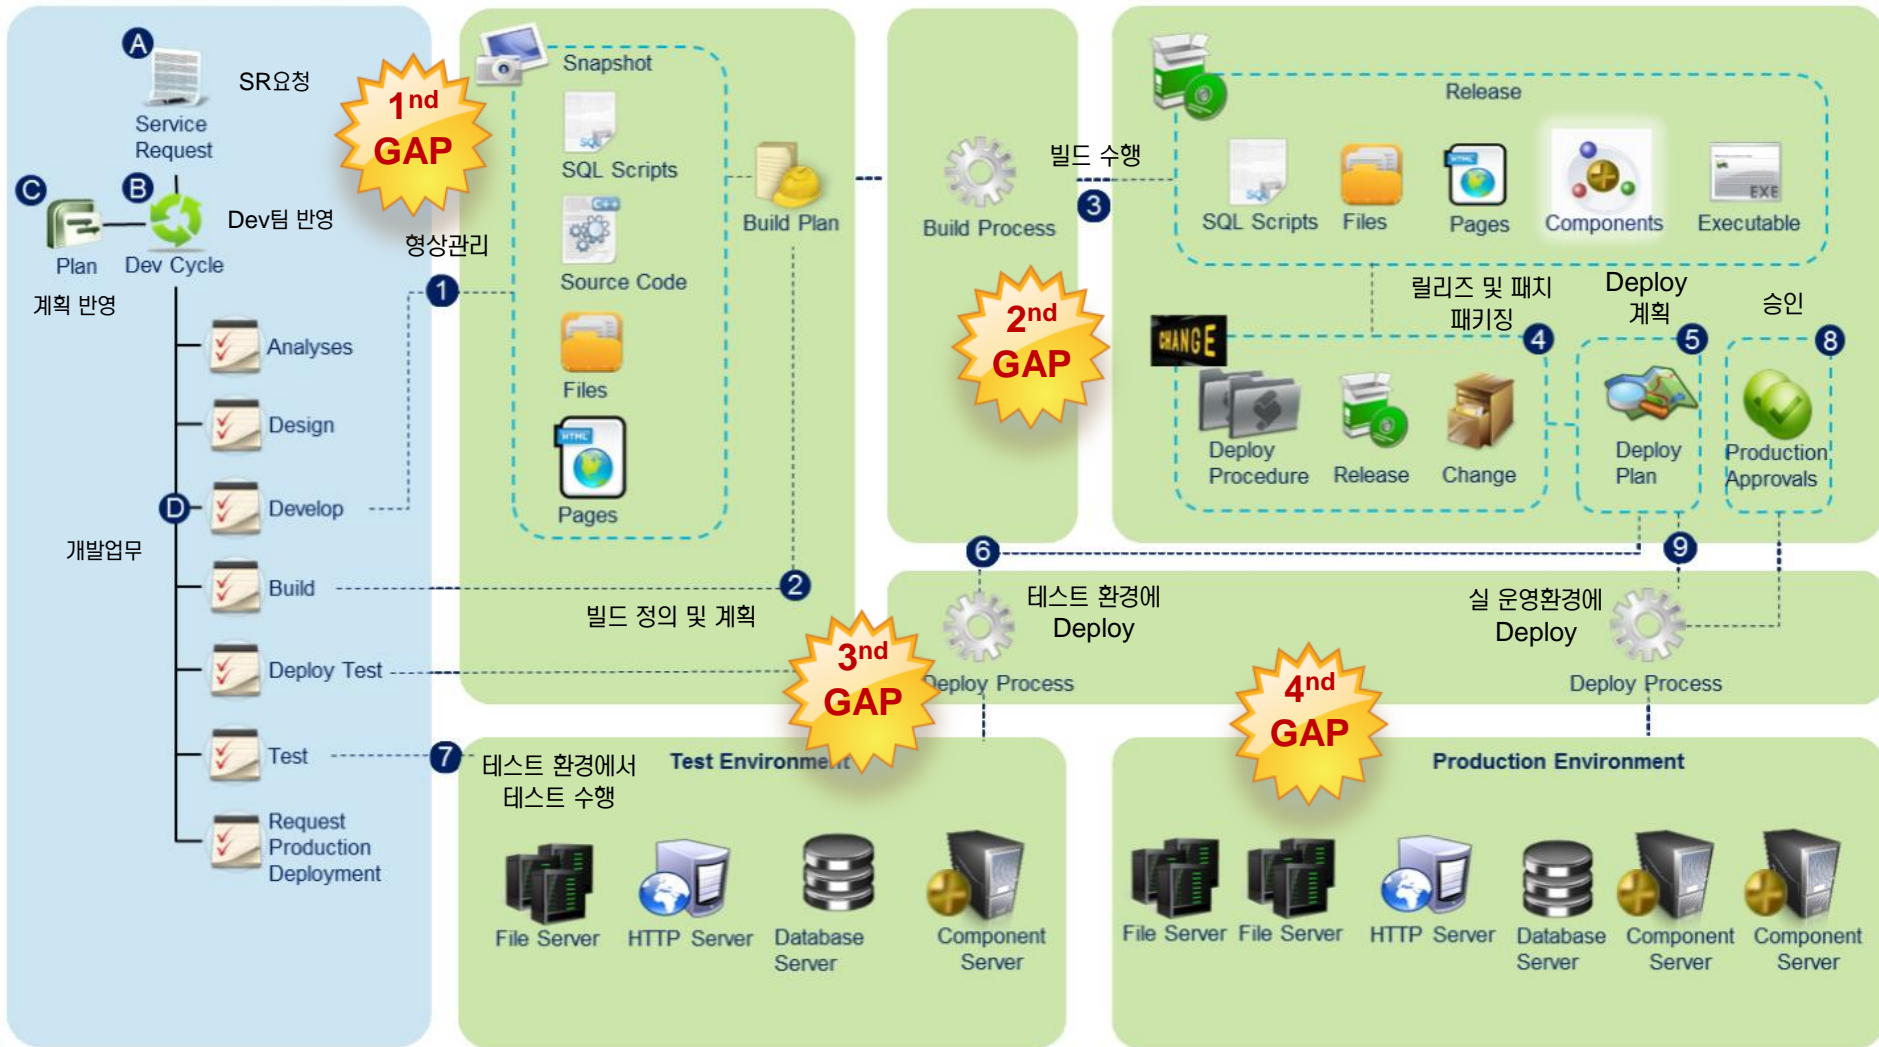 A
SR요청
Service
Request
C
B
Dev팀 반영
Plan
Dev Cycle
계획 반영
Analyses
Design
D
Develop
개발업무
Build
Deploy Test
Test
Request
Production
Deployment
1nd
GAP
형상관리
1
Snapshot
SQL
SQL Scripts
C++
Source Code
Files
HTML
Pages
Build Plan
2
빌드 정의 및 계획
Build Process
빌드 수행
3
2nd
GAP
Release
SQL
SQL Scripts
Files
HTML
Pages
Components
EXE
Executable
릴리즈 및 패치
패키징
Deploy
계획
승인
CHANGE
4
5
8
Deploy
Procedure
Release
Change
Deploy
Plan
Production
Approvals
6
9
테스트 환경에
Deploy
실 운영환경에
Deploy
3nd
GAP
Deploy Process
4nd
GAP
Deploy Process
7
테스트 환경에서
테스트 수행
Test Environment
File Server
HTTP Server
Database
Server
Component
Server
Production Environment
File Server
File Server
HTTP Server
Database
Server
Component
Server
Component
Server